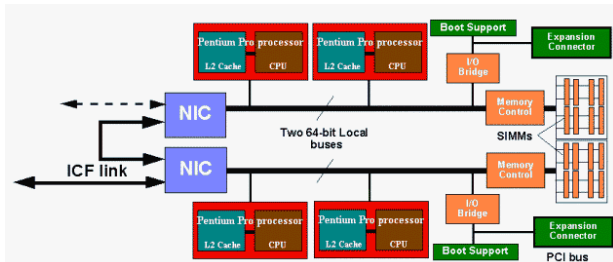 Boot Support
Expansion
Connector
Pentium Pro processor
L2 Cache
CPU
Pentium Pro processor
L2 Cache
CPU
I/O
Bridge
NIC
Memory
Control
Two 64-bit Local
buses
SIMMs
ICF link
NIC
Memory
Control
Pentium Pro processor
L2 Cache
CPU
Pentium Pro processor
L2 Cache
CPU
I/O
Bridge
Expansion
Connector
Boot Support
PCI bus